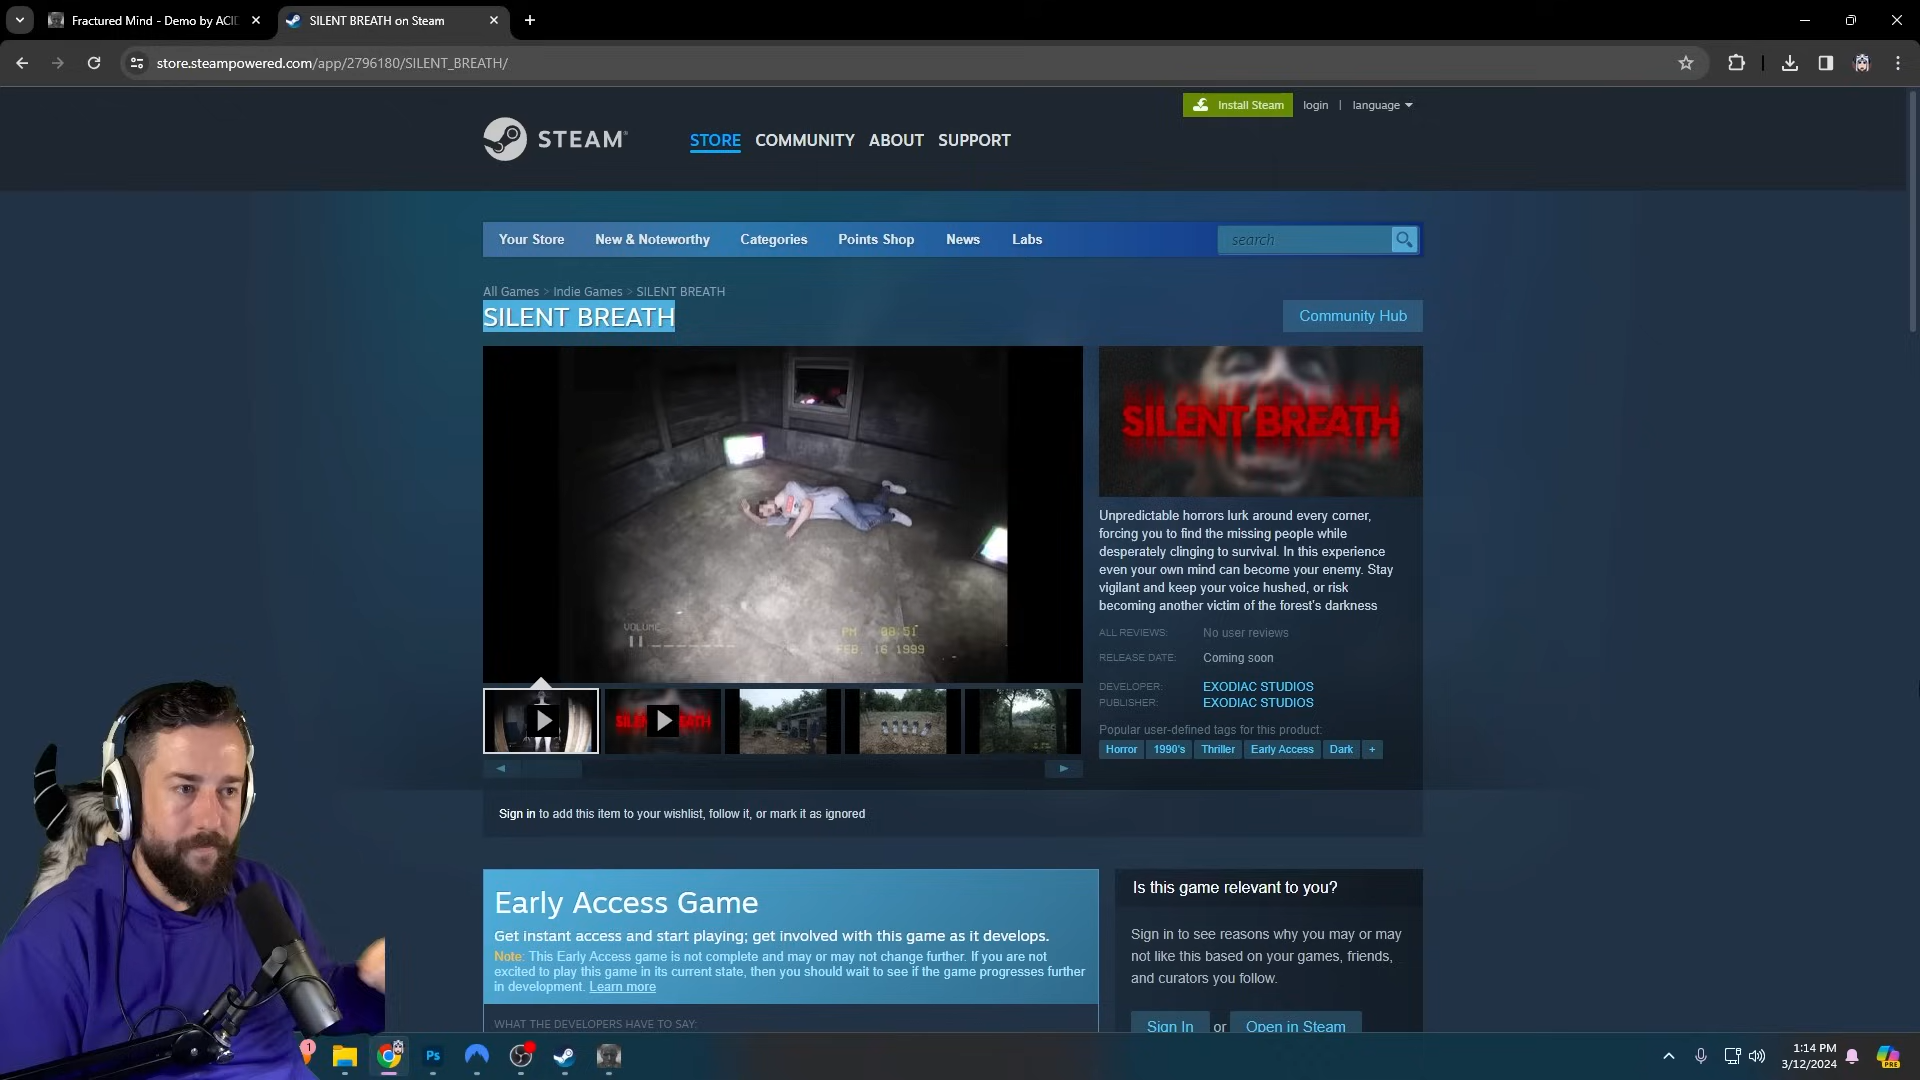 Fractured Mind - Demo by ACID
SILENT BREATH on Steam
store.steampowered.com/app/2796180/SILENT_BREATH/
Install Steam login | language
STEAM
STORE COMMUNITY ABOUT SUPPORT
Your Store New & Noteworthy Categories Points Shop News Labs search
All Games > Indie Games > SILENT BREATH
SILENT BREATH
Community Hub
SILENT BREATH
VOLUME
PM 08:51
FEB. 16 1999
SILENT BREATH
Unpredictable horrors lurk around every corner,
forcing you to find the missing people while
desperately clinging to survival. In this experience
even your own mind can become your enemy. Stay
vigilant and keep your voice hushed, or risk
becoming another victim of the forest's darkness
ALL REVIEWS: No user reviews
RELEASE DATE: Coming soon
DEVELOPER: EXODIAC STUDIOS
PUBLISHER: EXODIAC STUDIOS
Popular user-defined tags for this product:
Horror 1990's Thriller Early Access Dark +
Sign in to add this item to your wishlist, follow it, or mark it as ignored
Early Access Game
Get instant access and start playing; get involved with this game as it develops.
Note: This Early Access game is not complete and may or may not change further. If you are not
excited to play this game in its current state, then you should wait to see if the game progresses further
in development. Learn more
WHAT THE DEVELOPERS HAVE TO SAY:
Is this game relevant to you?
Sign in to see reasons why you may or may
not like this based on your games, friends,
and curators you follow.
Sign In or Open in Steam
1
Ps
1:14 PM
3/12/2024
PRE